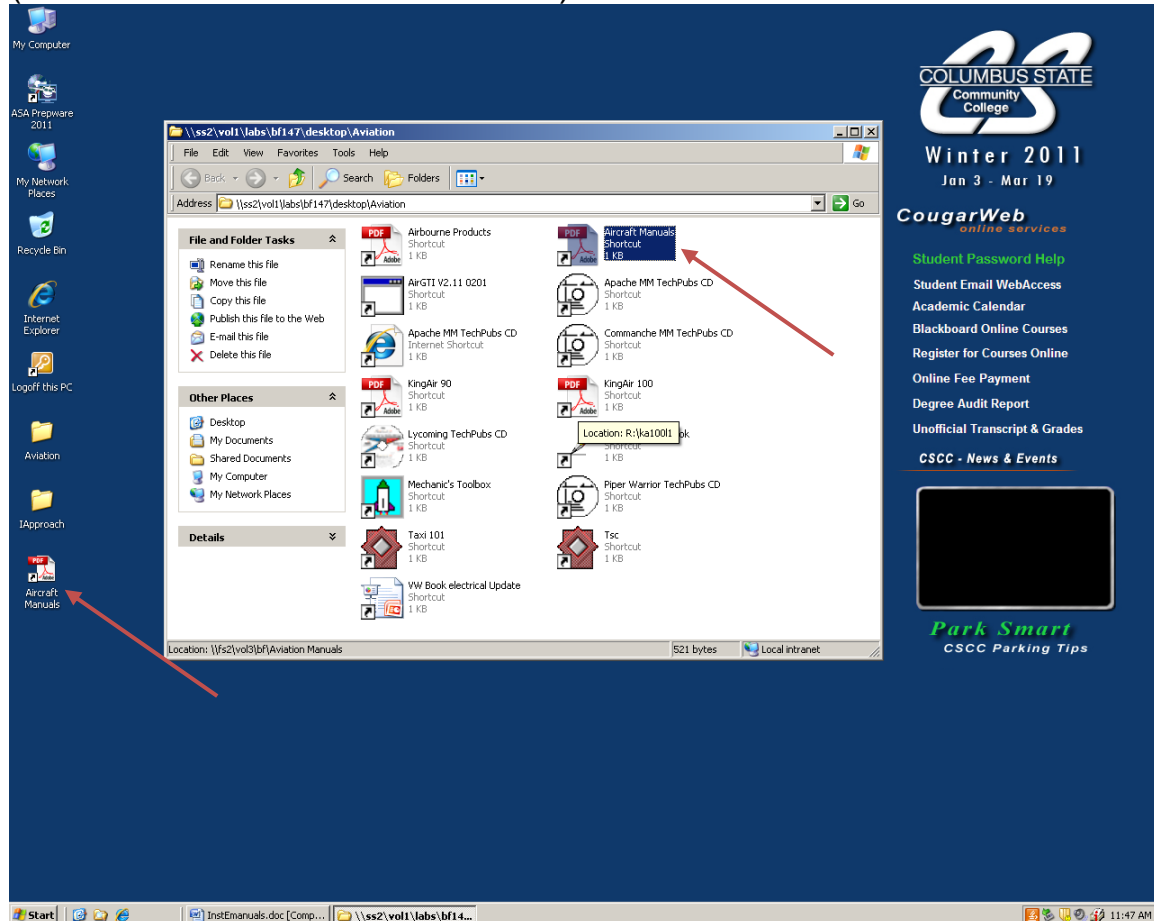 My Computer
ASA Prepware
2011
My Network
Places
Recycle Bin
Internet
Explorer
Logoff this PC
Aviation
IApproach
PDF
Adobe
Aircraft
Manuals
\\ss2\vol1\labs\bf147\desktop\Aviation
File Edit View Favorites Tools Help
Back Search Folders
Address \\ss2\vol1\labs\bf147\desktop\Aviation Go
File and Folder Tasks
Rename this file
Move this file
Copy this file
Publish this file to the Web
E-mail this file
Delete this file
Other Places
Desktop
My Documents
Shared Documents
My Computer
My Network Places
Details
PDF
Adobe
Airbourne Products
Shortcut
1 KB
PDF
Adobe
Aircraft Manuals
Shortcut
1 KB
AirGTI V2.11 0201
Shortcut
1 KB
Apache MM TechPubs CD
Shortcut
1 KB
Apache MM TechPubs CD
Internet Shortcut
1 KB
Commanche MM TechPubs CD
Shortcut
1 KB
PDF
Adobe
KingAir 90
Shortcut
1 KB
PDF
Adobe
KingAir 100
Shortcut
1 KB
Lycoming TechPubs CD
Shortcut
1 KB
Location: R:\ka100l1
Shortcut
1 KB
Mechanic's Toolbox
Shortcut
1 KB
Piper Warrior TechPubs CD
Shortcut
1 KB
Taxi 101
Shortcut
1 KB
Tsc
Shortcut
1 KB
VW Book electrical Update
Shortcut
1 KB
Location: \\fs2\vol3\bf\Aviation Manuals 521 bytes Local intranet
COLUMBUS STATE
Community
College
Winter 2011
Jan 3 - Mar 19
CougarWeb
online services
Student Password Help
Student Email WebAccess
Academic Calendar
Blackboard Online Courses
Register for Courses Online
Online Fee Payment
Degree Audit Report
Unofficial Transcript & Grades
CSCC - News & Events
Park Smart
CSCC Parking Tips
Start InstEmanuals.doc [Comp... \\ss2\vol1\labs\bf14... 11:47 AM